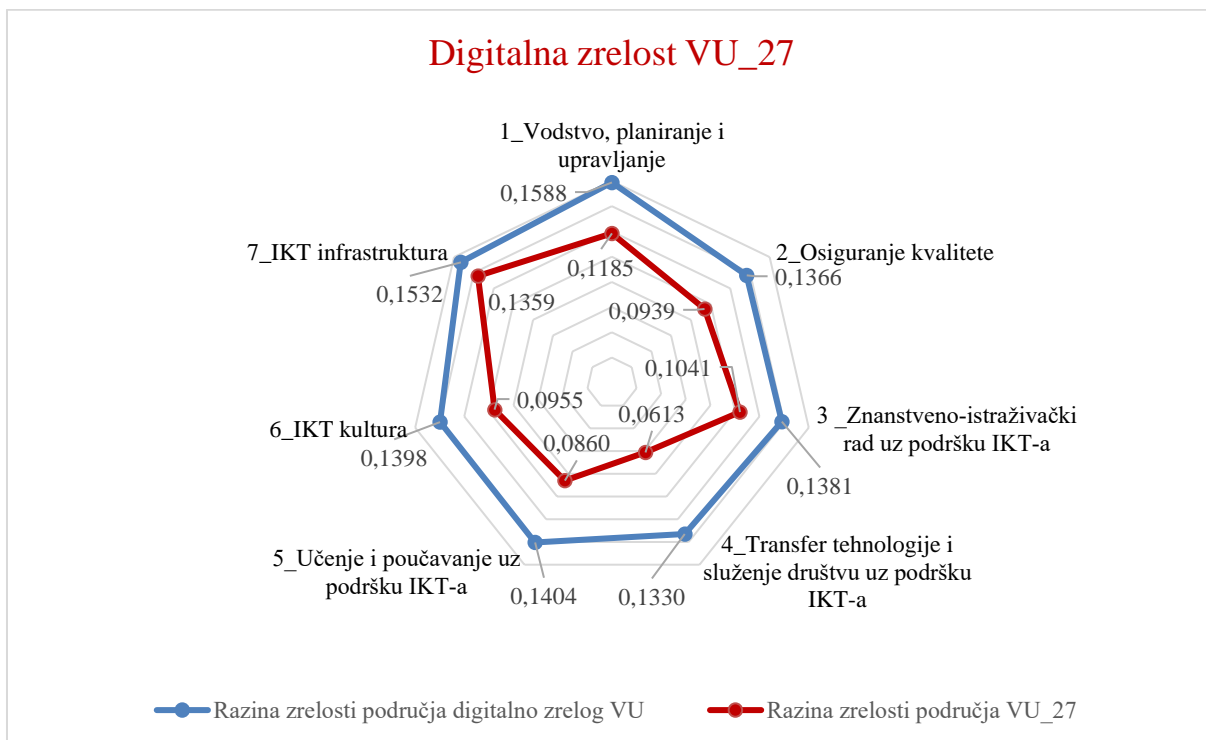 Digitalna zrelost VU_27
1_Vodstvo, planiranje i
upravljanje
0,1588
0,1185
2_Osiguranje kvalitete
0,1366
0,0939
7_IKT infrastruktura
0,1532
0,1359
3 _Znanstveno-istraživački
rad uz podršku IKT-a
0,1041
0,1381
6_IKT kultura
0,1398
0,0955
0,0613
0,0860
5_Učenje i poučavanje uz
podršku IKT-a
0,1404
4_Transfer tehnologije i
služenje društvu uz podršku
IKT-a
0,1330
Razina zrelosti područja digitalno zrelog VU
Razina zrelosti područja VU_27